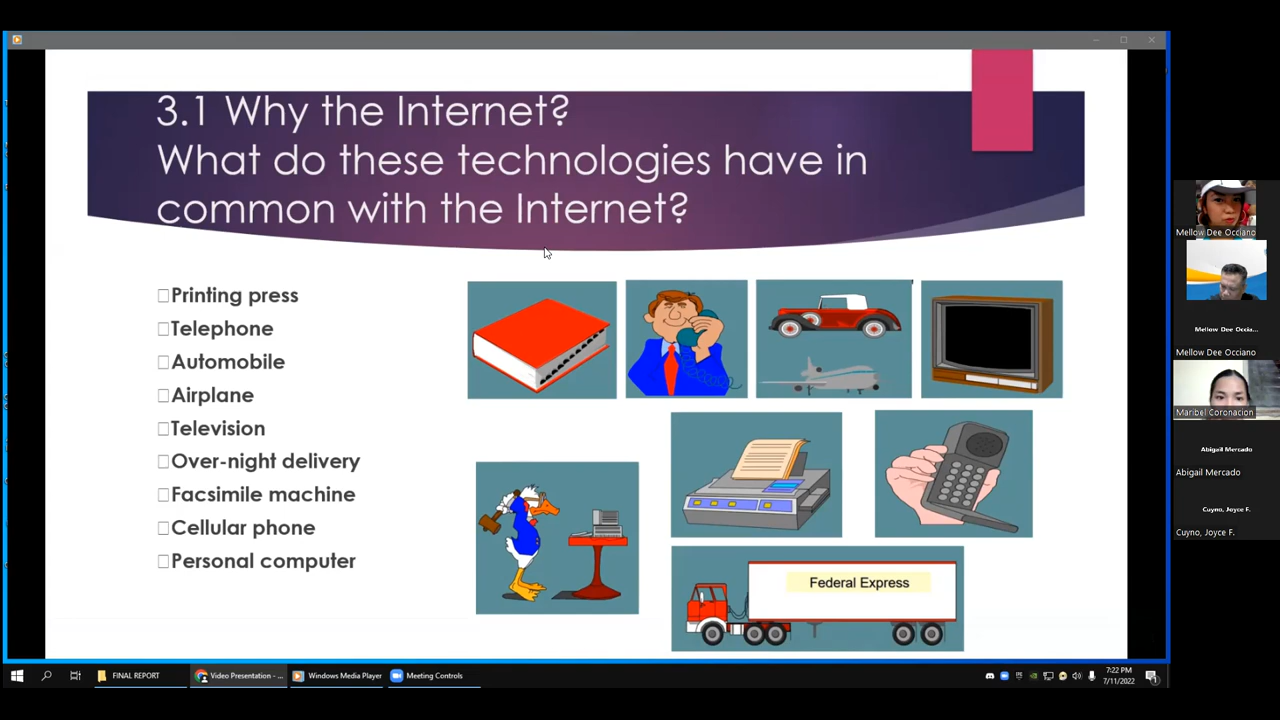 3.1 Why the Internet?
What do these technologies have in
common with the Internet?
□Printing press
□Telephone
□Automobile
□Airplane
□Television
□Over-night delivery
□Facsimile machine
□Cellular phone
□Personal computer
Federal Express
Mellow Dee Occiano
Mellow Dee Occia...
Mellow Dee Occiano
Maribel Coronacion
Abigail Mercado
Abigail Mercado
Cuyno, Joyce F.
Cuyno, Joyce F.
FINAL REPORT
Video Presentation - ...
Windows Media Player
Meeting Controls
7:22 PM
7/11/2022